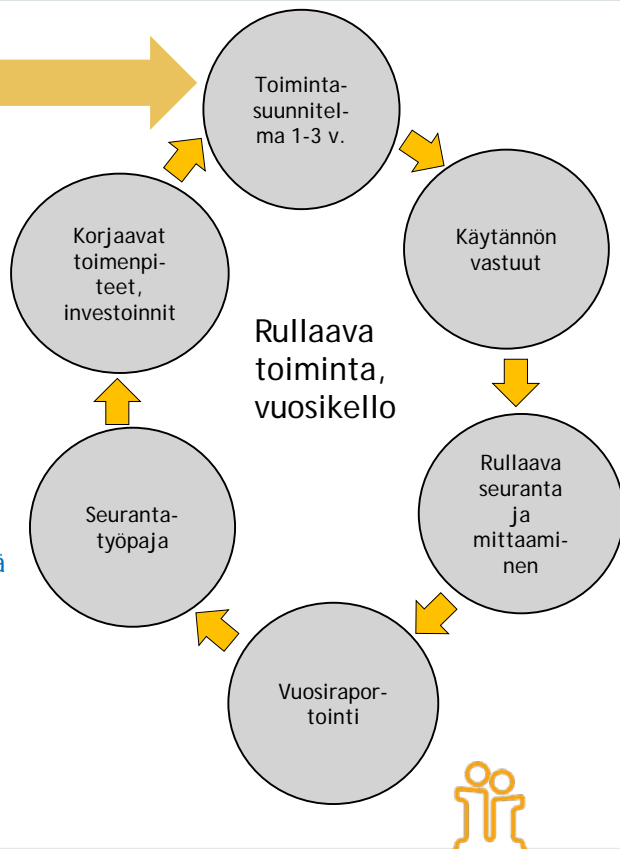 Toiminta-
suunnitel-
ma 1-3 v.
Käytännön
vastuut
Rullaava
seuranta
ja
mittaami-
nen
Vuosirapor-
tointi
Seuranta-
työpaja
Korjaavat
toimenpi-
teet,
investoinnit
Rullaava
toiminta,
vuosikello